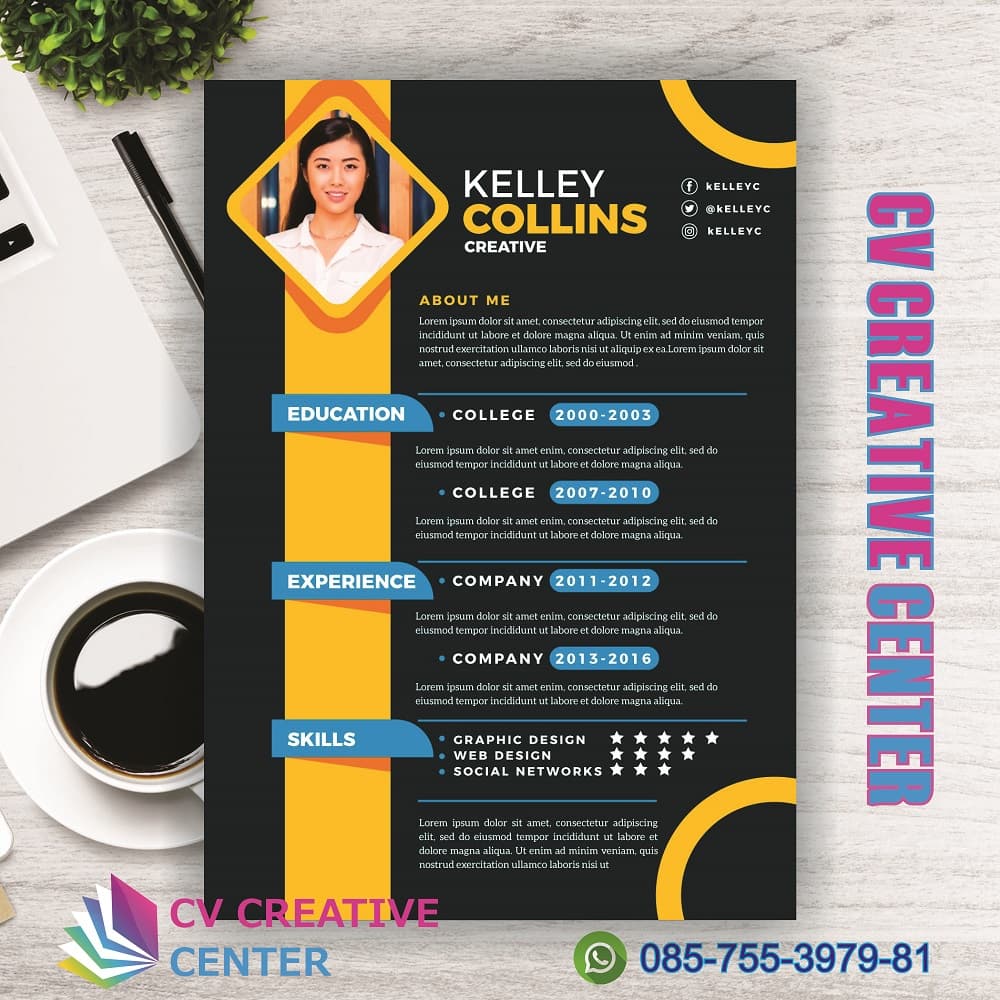 KELLEY
COLLINS
CREATIVE
kELLEYC
@kELLEYC
kELLEYC
ABOUT ME
Lorem ipsum dolor sit amet, consectetur adipiscing elit, sed do eiusmod tempor
incididunt ut labore et dolore magna aliqua. Ut enim ad minim veniam, quis
nostrud exercitation ullamco laboris nisi ut aliquip ex ea.Lorem ipsum dolor sit
amet, consectetur adipiscing elit, sed do eiusmod .
EDUCATION
COLLEGE 2000-2003
Lorem ipsum dolor sit amet enim, consectetur adipiscing elit, sed do
eiusmod tempor incididunt ut labore et dolore magna aliqua.
COLLEGE 2007-2010
Lorem ipsum dolor sit amet enim, consectetur adipiscing elit, sed do
eiusmod tempor incididunt ut labore et dolore magna aliqua.
EXPERIENCE
COMPANY 2011-2012
Lorem ipsum dolor sit amet enim, consectetur adipiscing elit, sed do
eiusmod tempor incididunt ut labore et dolore magna aliqua.
COMPANY 2013-2016
Lorem ipsum dolor sit amet enim, consectetur adipiscing elit, sed do
eiusmod tempor incididunt ut labore et dolore magna aliqua.
SKILLS
GRAPHIC DESIGN
WEB DESIGN
SOCIAL NETWORKS
Lorem ipsum dolor sit amet, consectetur adipiscing
elit, sed do eiusmod tempor incididunt ut labore et
dolore magna aliqua. Ut enim ad minim veniam, quis
nostrud exercitation ullamco laboris nisi ut
CV CREATIVE CENTER
CV CREATIVE
CENTER
085-755-3979-81